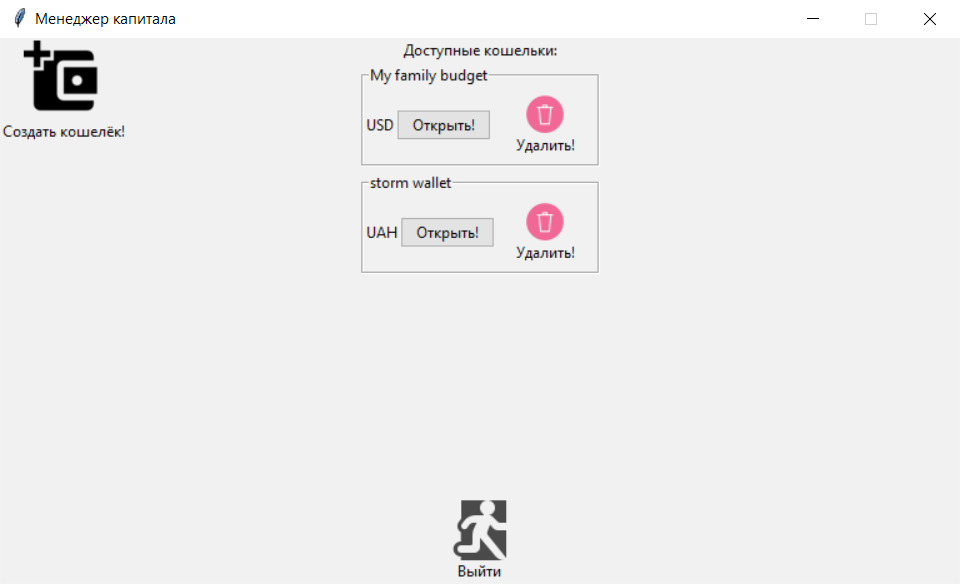 Менеджер капитала
Доступные кошельки:
Создать кошелёк!
My family budget
USD Открыть!
Удалить!
storm wallet
UAH Открыть!
Удалить!
Выйти